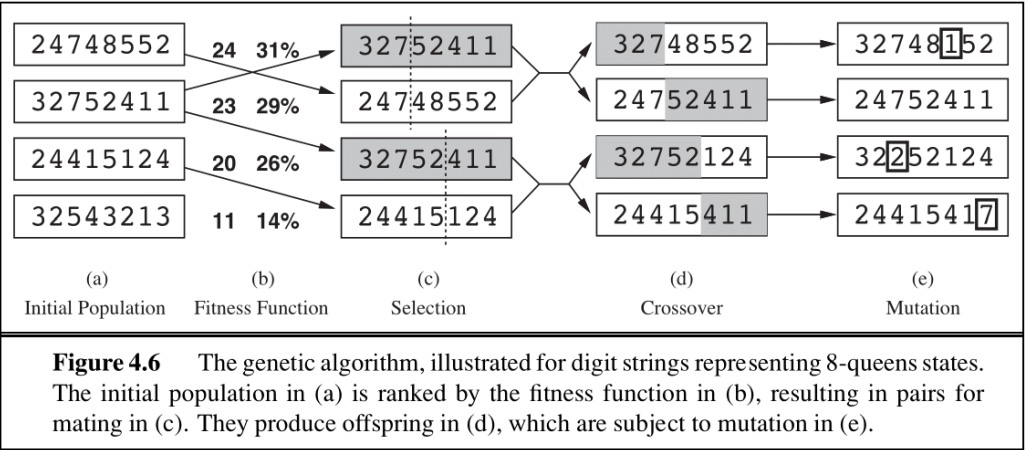 24748552 24 31% 32752411 32748552 32748152
32752411 23 29% 24748552 24752411 24752411
24415124 20 26% 32752411 32752124 32252124
32543213 11 14% 24415124 24415411 24415417
(a) (b) (c) (d) (e)
Initial Population Fitness Function Selection Crossover Mutation
Figure 4.6 The genetic algorithm, illustrated for digit strings representing 8-queens states.
The initial population in (a) is ranked by the fitness function in (b), resulting in pairs for
mating in (c). They produce offspring in (d), which are subject to mutation in (e).